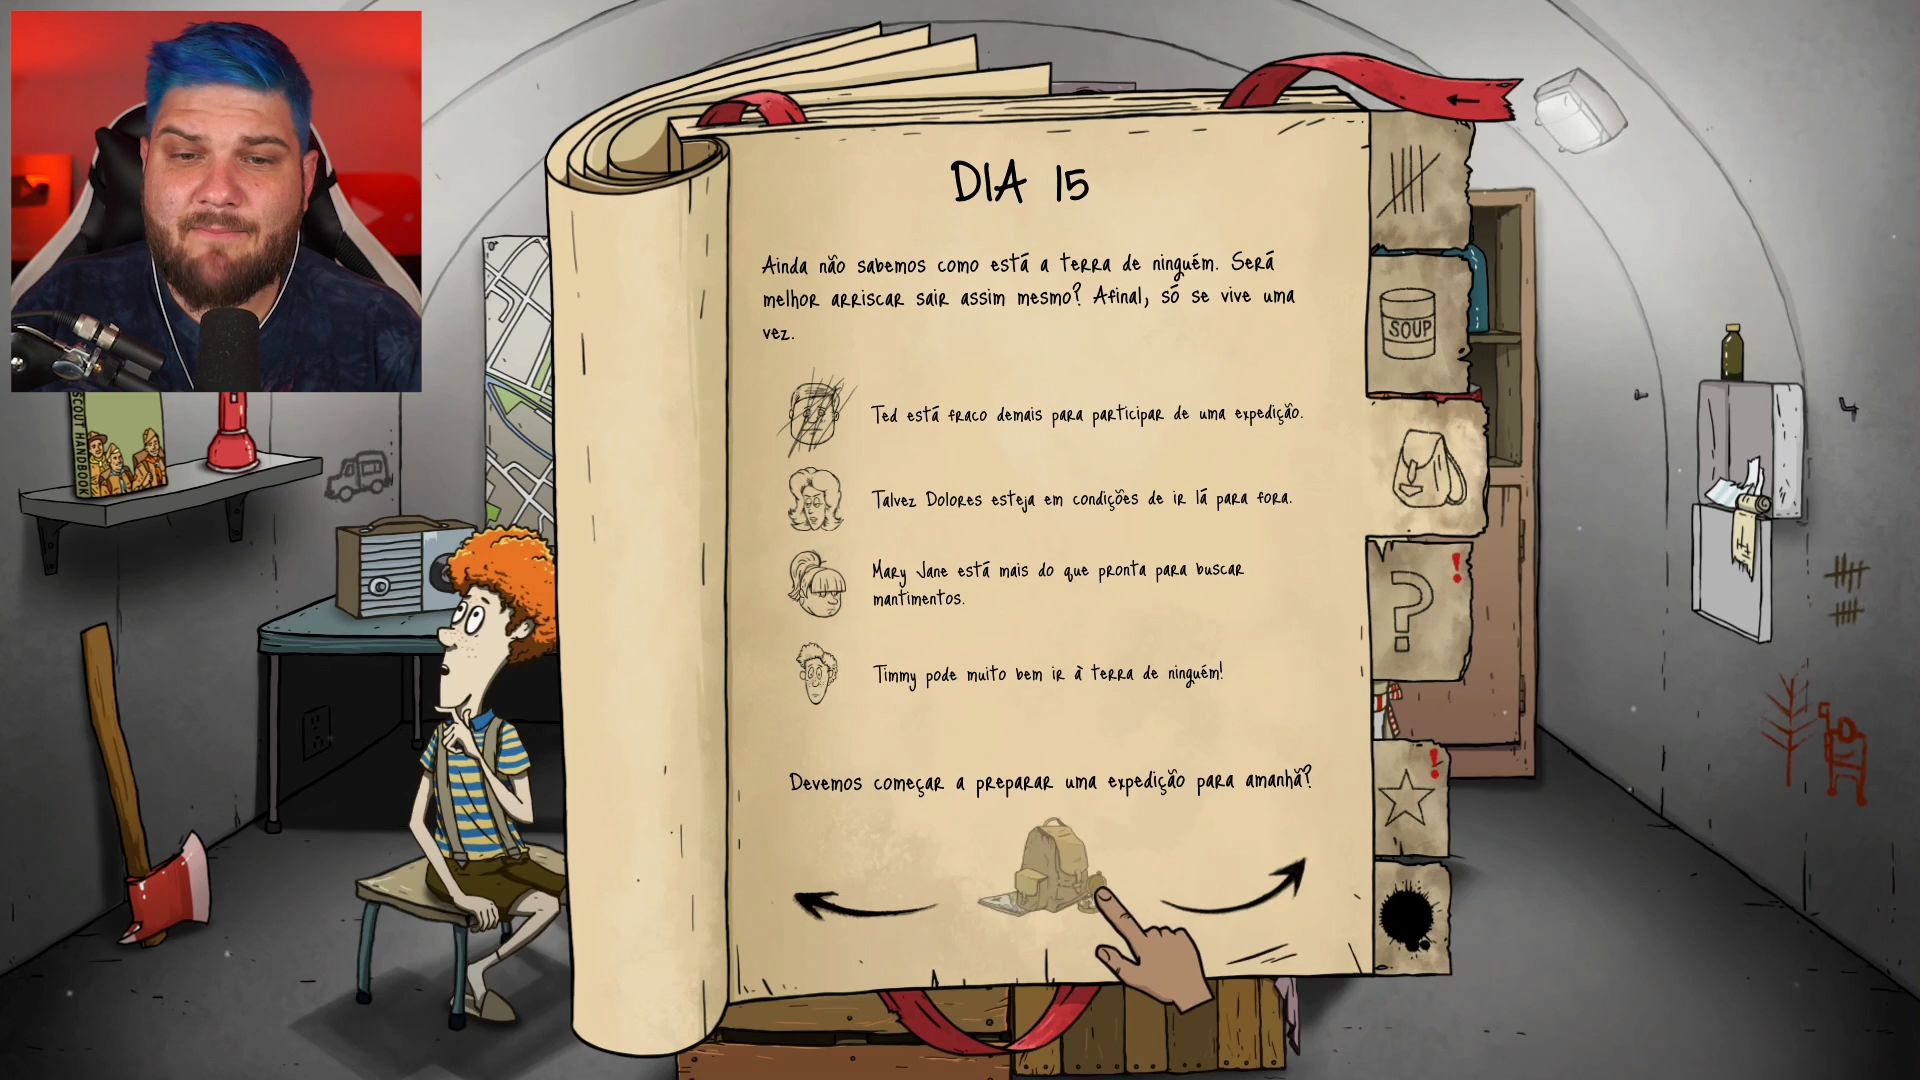 DIA 15
Ainda não sabemos como está a terra de ninguém. Será
melhor arriscar sair assim mesmo? Afinal, só se vive uma
vez.
Ted está fraco demais para participar de uma expedição.
Talvez Dolores esteja em condições de ir lá para fora.
Mary Jane está mais do que pronta para buscar
mantimentos.
Timmy pode muito bem ir à terra de ninguém!
Devemos começar a preparar uma expedição para amanhã?
SOUP
?
!
!
SCOUT HANDBOOK